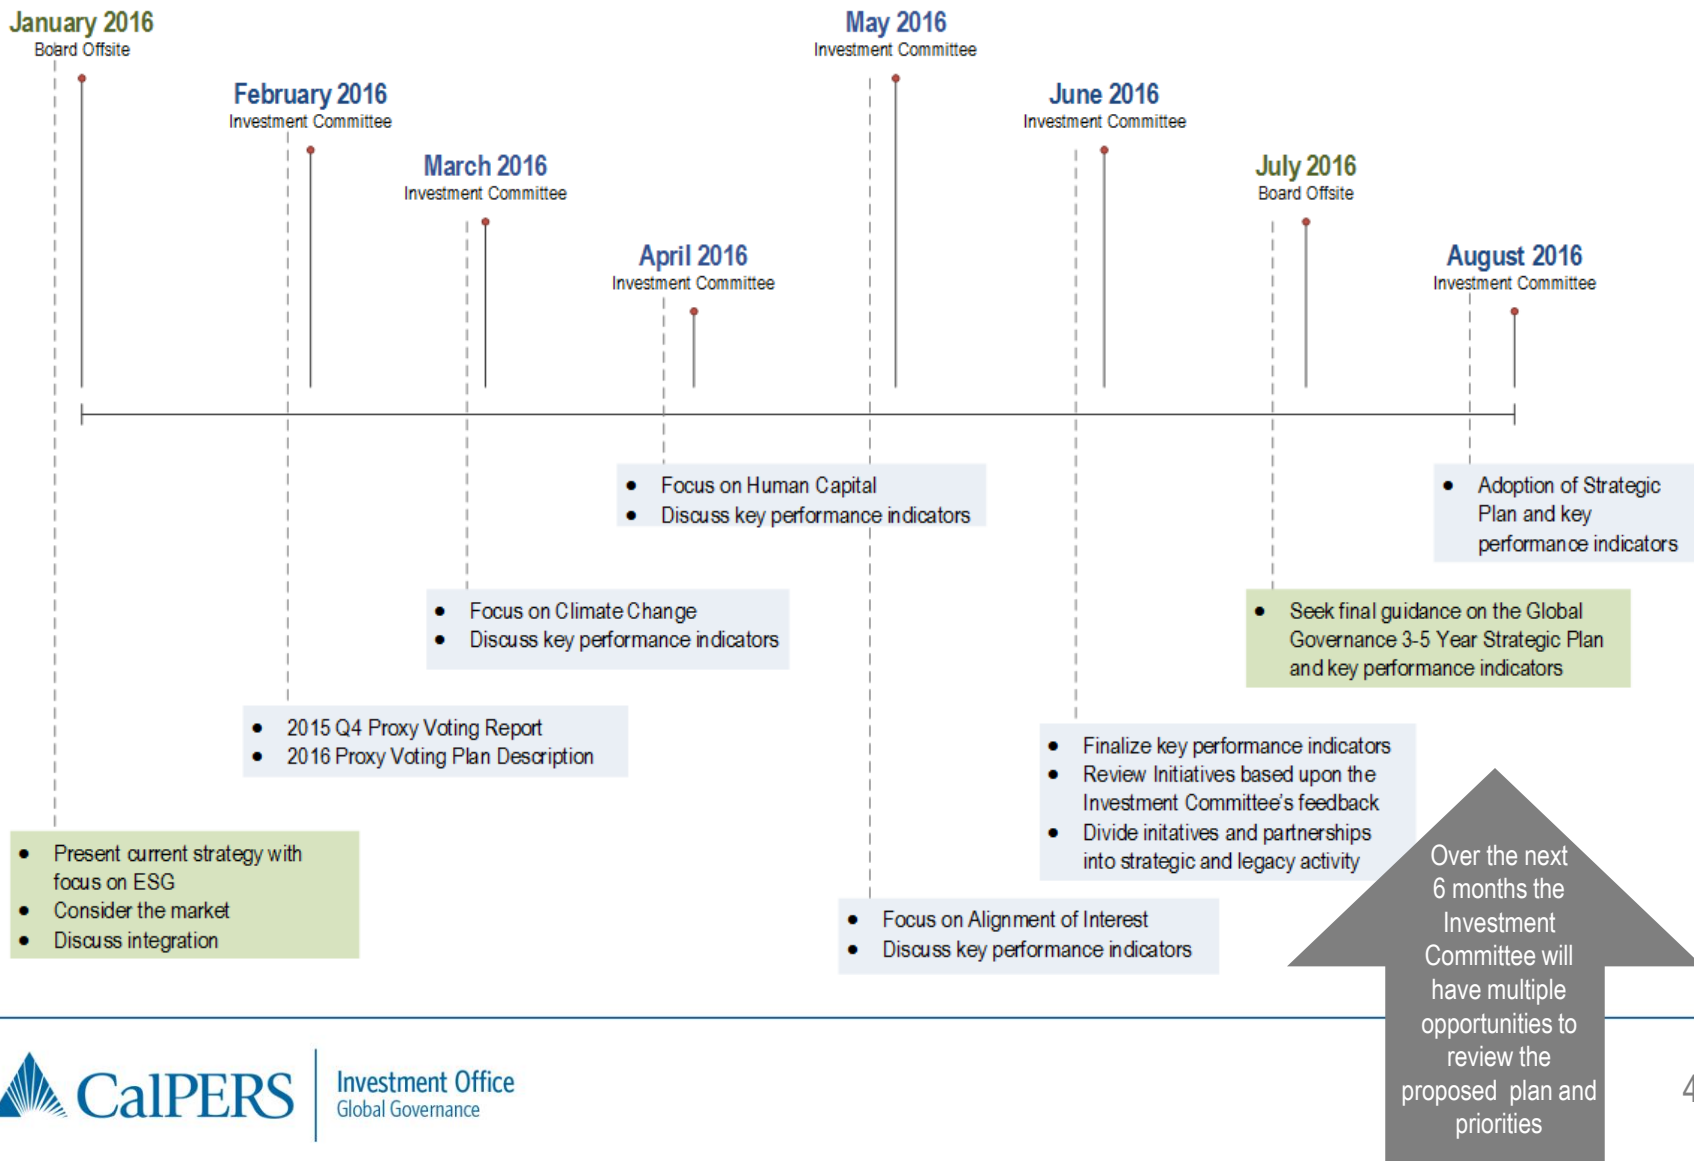 January 2016
Board Offsite
February 2016
Investment Committee
March 2016
Investment Committee
April 2016
Investment Committee
May 2016
Investment Committee
June 2016
Investment Committee
July 2016
Board Offsite
August 2016
Investment Committee
• Focus on Human Capital
• Discuss key performance indicators
• Adoption of Strategic
Plan and key
performance indicators
• Focus on Climate Change
• Discuss key performance indicators
• Seek final guidance on the Global
Governance 3-5 Year Strategic Plan
and key performance indicators
• 2015 Q4 Proxy Voting Report
• 2016 Proxy Voting Plan Description
• Finalize key performance indicators
• Review Initiatives based upon the
Investment Committee's feedback
• Divide initatives and partnerships
into strategic and legacy activity
• Present current strategy with
focus on ESG
• Consider the market
• Discuss integration
• Focus on Alignment of Interest
• Discuss key performance indicators
Over the next
6 months the
Investment
Committee will
have multiple
opportunities to
review the
proposed plan and
priorities
CalPERS
Investment Office
Global Governance
4